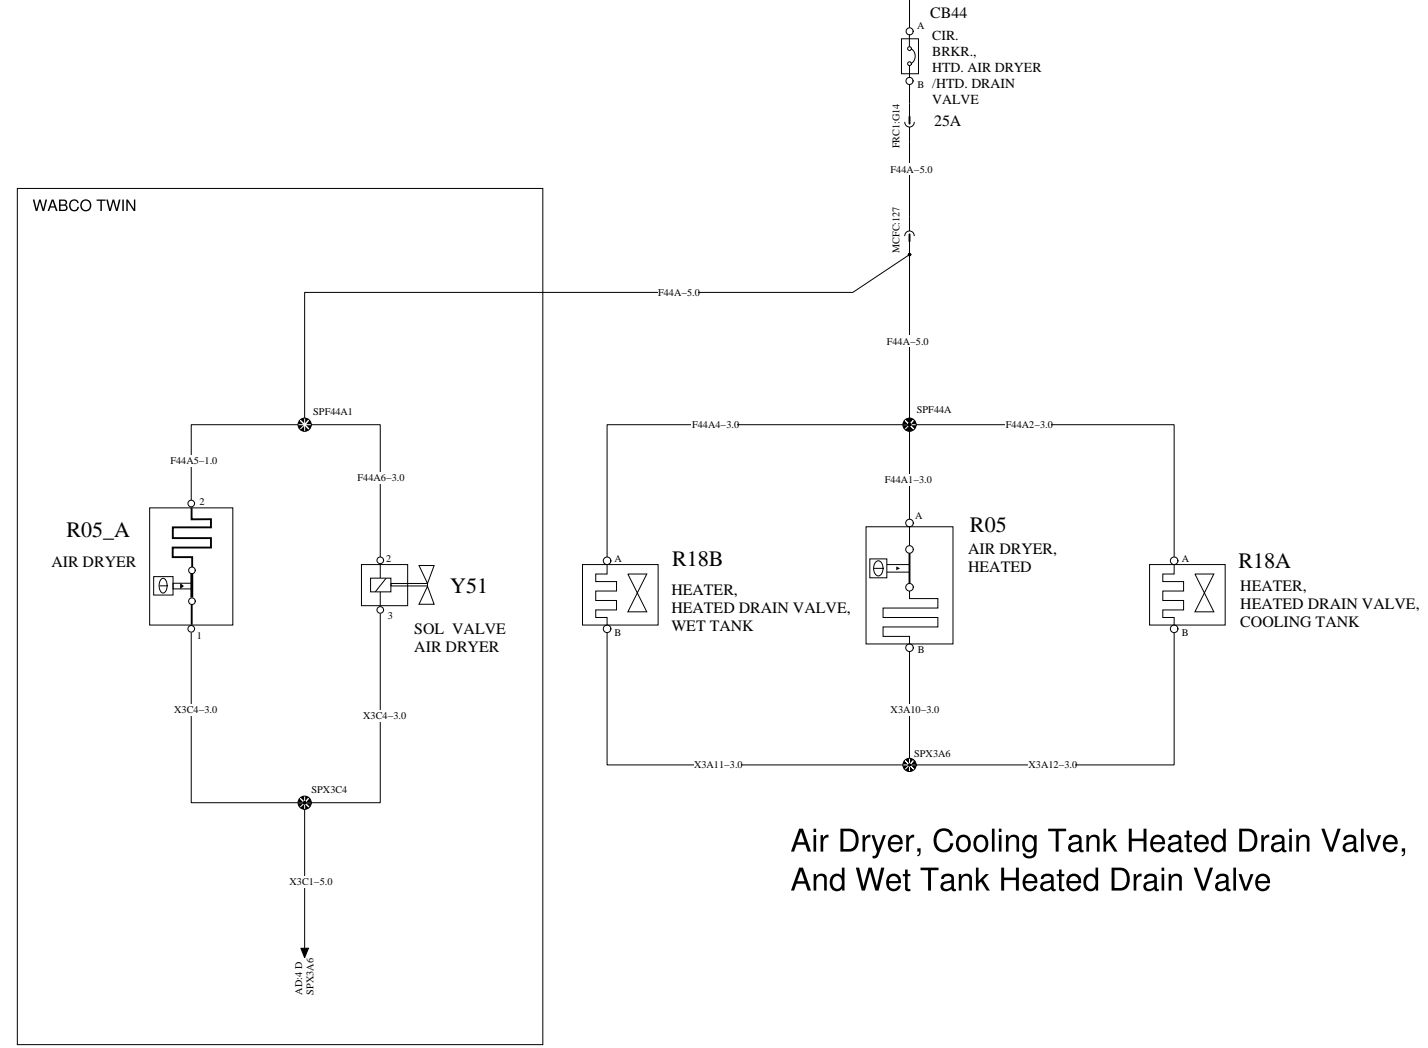 CB44
A
CIR.
BRKR.,
HTD. AIR DRYER
/HTD. DRAIN
VALVE
B
25A
FRC1:G14
F44A–5.0
MCFC:127
WABCO TWIN
F44A–5.0
F44A–5.0
SPF44A1
SPF44A
F44A4–3.0
F44A2–3.0
F44A5–1.0
F44A6–3.0
F44A1–3.0
2
R05_A
AIR DRYER
1
2
Y51
3
SOL VALVE
AIR DRYER
A
R18B
HEATER,
HEATED DRAIN VALVE,
WET TANK
B
A
R05
AIR DRYER,
HEATED
B
A
R18A
HEATER,
HEATED DRAIN VALVE,
COOLING TANK
B
X3C4–3.0
X3C4–3.0
X3A10–3.0
SPX3A6
X3A11–3.0
X3A12–3.0
SPX3C4
Air Dryer, Cooling Tank Heated Drain Valve,
And Wet Tank Heated Drain Valve
X3C1–5.0
AD:4 D
SPX3A6